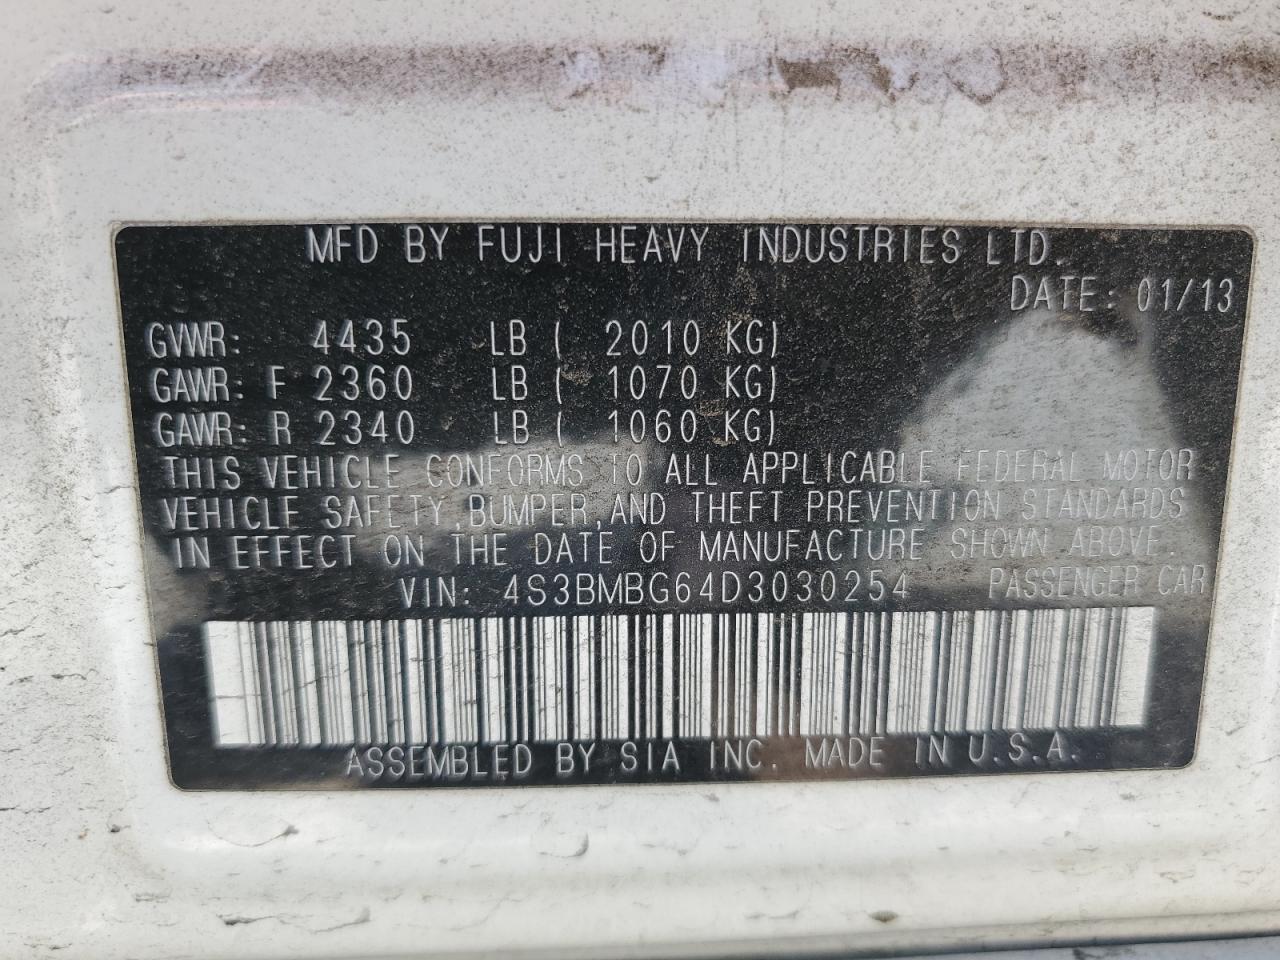 MFD BY FUJI HEAVY INDUSTRIES LTD.
DATE: 01/13
GVWR: 4435 LB ( 2010 KG)
GAWR: F 2360 LB ( 1070 KG)
GAWR: R 2340 LB ( 1060 KG)
THIS VEHICLE CONFORMS TO ALL APPLICABLE FEDERAL MOTOR
VEHICLE SAFETY, BUMPER, AND THEFT PREVENTION STANDARDS
IN EFFECT ON THE DATE OF MANUFACTURE SHOWN ABOVE.
VIN: 4S3BMBG64D3030254 PASSENGER CAR
ASSEMBLED BY SIA INC. MADE IN U.S.A.